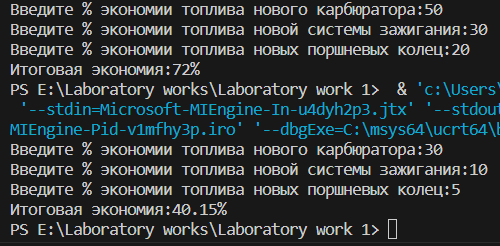 Введите % экономии топлива нового карбюратора:50
Введите % экономии топлива новой системы зажигания:30
Введите % экономии топлива новых поршневых колец:20
Итоговая экономия:72%
PS E:\Laboratory works\Laboratory work 1>  & 'c:\Users\
 '--stdin=Microsoft-MIEngine-In-u4dyh2p3.jtx' '--stdout
MIEngine-Pid-v1mfhy3p.iro' '--dbgExe=C:\msys64\ucrt64\b
Введите % экономии топлива нового карбюратора:30
Введите % экономии топлива новой системы зажигания:10
Введите % экономии топлива новых поршневых колец:5
Итоговая экономия:40.15%
PS E:\Laboratory works\Laboratory work 1>